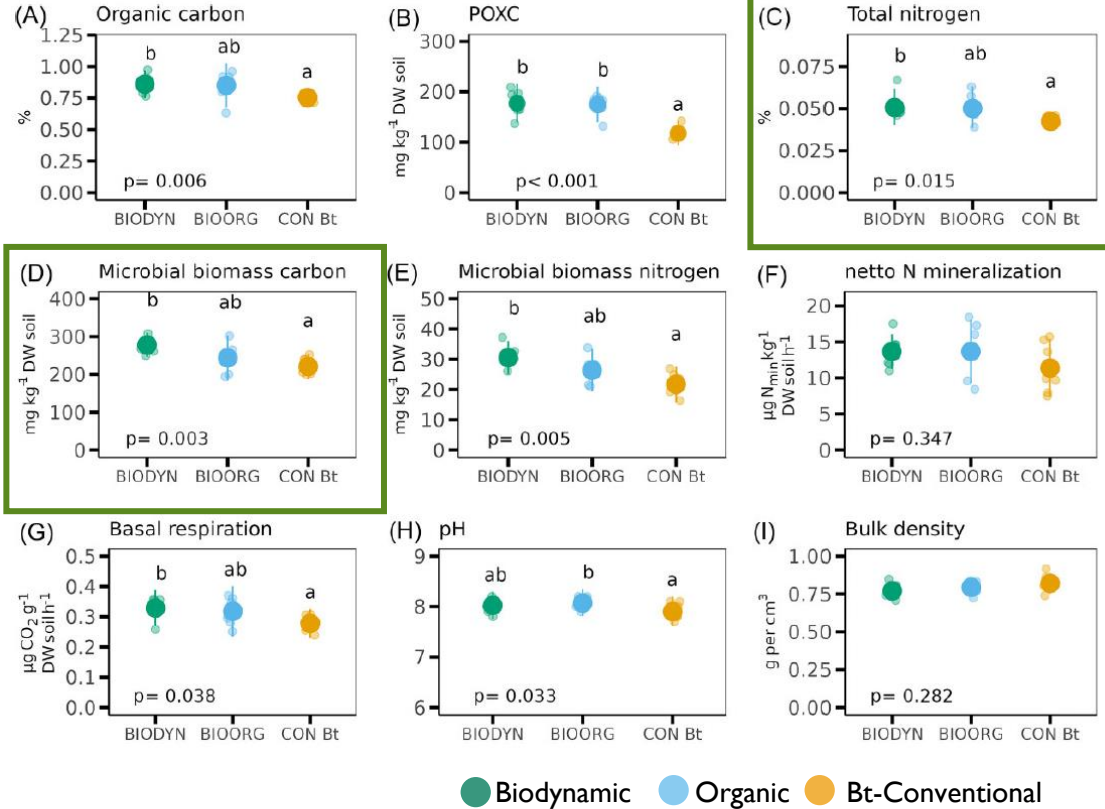 (A) Organic carbon
1.25
1.00
0.75
0.50
0.25
0.00
%
b ab a
p= 0.006
BIODYN BIOORG CON Bt
(B) POXC
300
200
100
0
mg kg⁻¹ DW soil
b b a
p< 0.001
BIODYN BIOORG CON Bt
(C) Total nitrogen
0.075
0.050
0.025
0.000
%
b ab a
p= 0.015
BIODYN BIOORG CON Bt
(D) Microbial biomass carbon
400
300
200
100
0
mg kg⁻¹ DW soil
b ab a
p= 0.003
BIODYN BIOORG CON Bt
(E) Microbial biomass nitrogen
50
40
30
20
10
0
mg kg⁻¹ DW soil
b ab a
p= 0.005
BIODYN BIOORG CON Bt
(F) netto N mineralization
20
15
10
5
0
µg Nmin kg⁻¹
DW soil h⁻¹
p= 0.347
BIODYN BIOORG CON Bt
(G) Basal respiration
0.5
0.4
0.3
0.2
0.1
0.0
µg CO₂ g⁻¹
DW soil h⁻¹
b ab a
p= 0.038
BIODYN BIOORG CON Bt
(H) pH
9
8
7
6
ab b a
p= 0.033
BIODYN BIOORG CON Bt
(I) Bulk density
1.00
0.75
0.50
0.25
0.00
g per cm³
p= 0.282
BIODYN BIOORG CON Bt
Biodynamic Organic Bt-Conventional